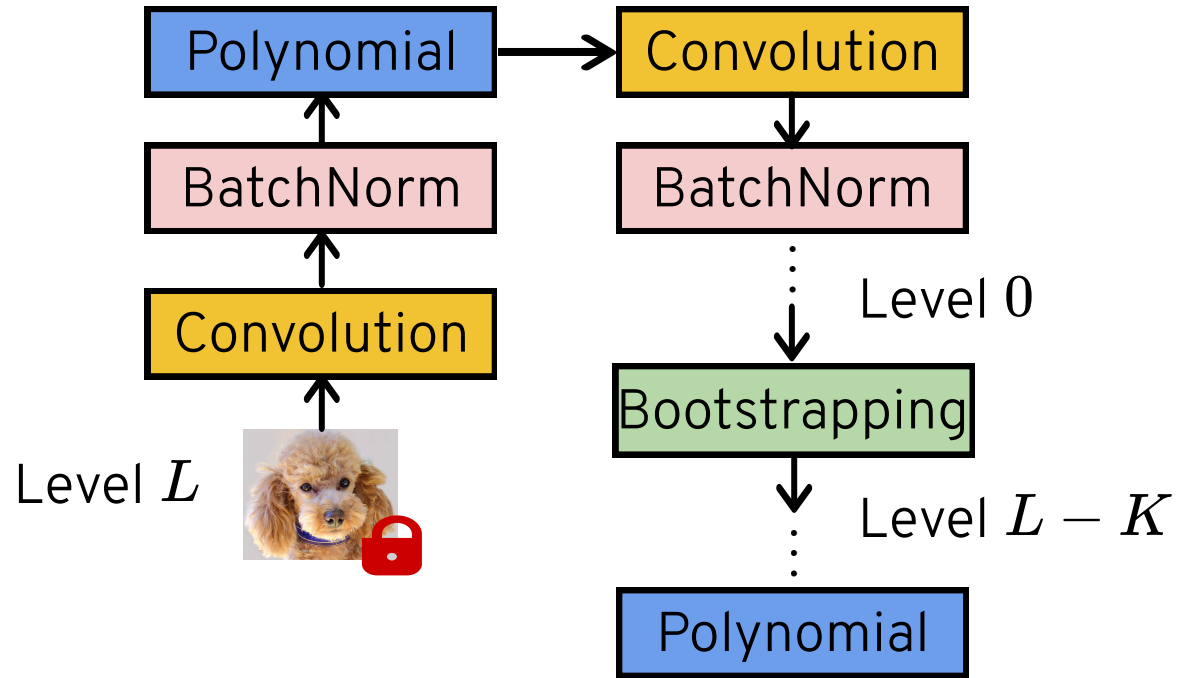 Polynomial
Convolution
BatchNorm
BatchNorm
Convolution
Level 0
Bootstrapping
Level L
Level L − K
Polynomial